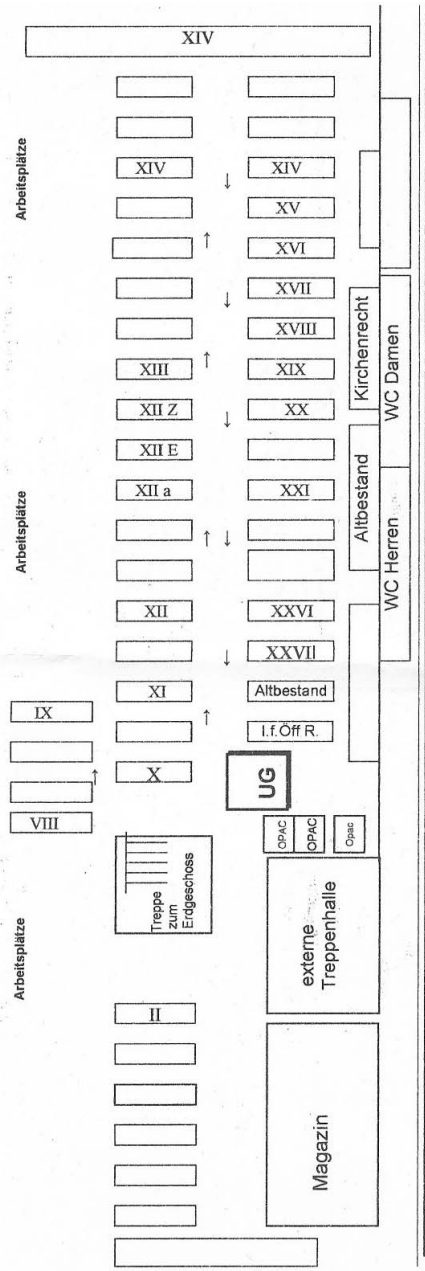 XIV
Arbeitsplätze
XIV
XIV
XV
XVI
XVII
XVIII
XIII
XIX
Kirchenrecht
WC Damen
XII Z
XX
XII E
Arbeitsplätze
XII a
XXI
Altbestand
WC Herren
XII
XXVI
XXVII
IX
XI
Altbestand
I.f.Öff R.
X
UG
VIII
OPAC
OPAC
Opac
Treppe
zum
Erdgeschoss
Arbeitsplätze
externe
Treppenhalle
II
Magazin